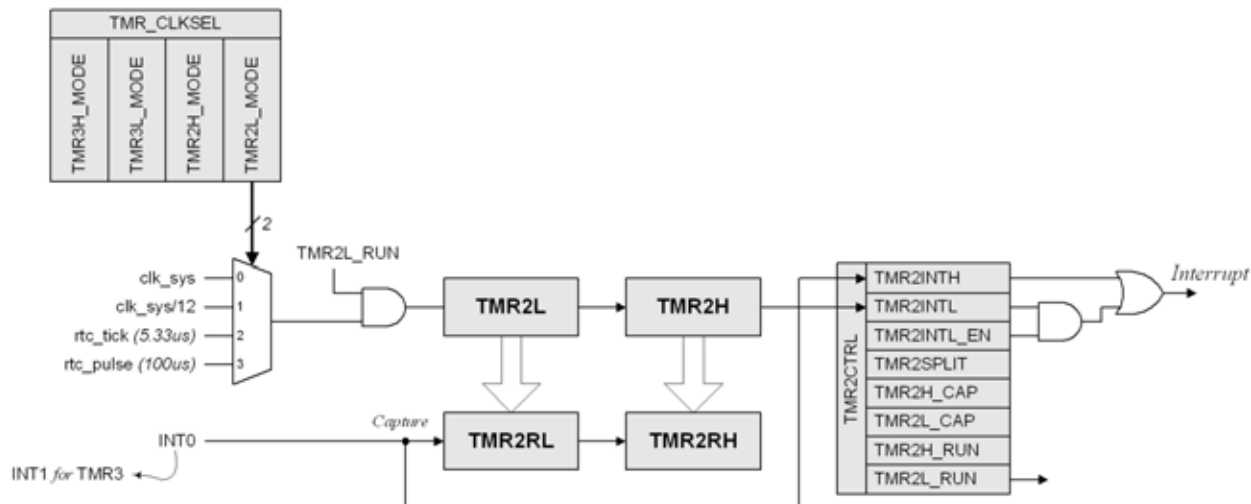 TMR_CLKSEL
TMR3H_MODE
TMR3L_MODE
TMR2H_MODE
TMR2L_MODE
2
TMR2L_RUN
clk_sys
0
clk_sys/12
1
rtc_tick (5.33us)
2
rtc_pulse (100us)
3
TMR2L
TMR2H
Capture
TMR2RL
TMR2RH
INT0
INT1 for TMR3
TMR2CTRL
TMR2INTH
TMR2INTL
TMR2INTL_EN
TMR2SPLIT
TMR2H_CAP
TMR2L_CAP
TMR2H_RUN
TMR2L_RUN
Interrupt